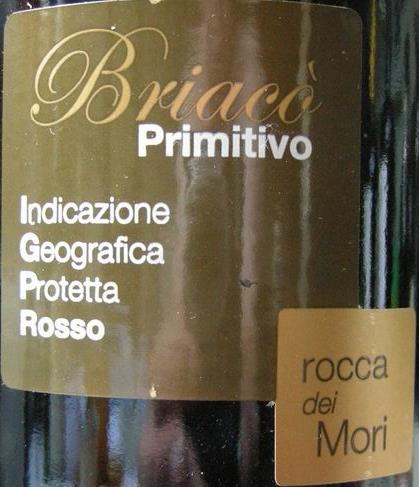 Briacò
Primitivo
Indicazione
Geografica
Protetta
Rosso
rocca
dei
Mori